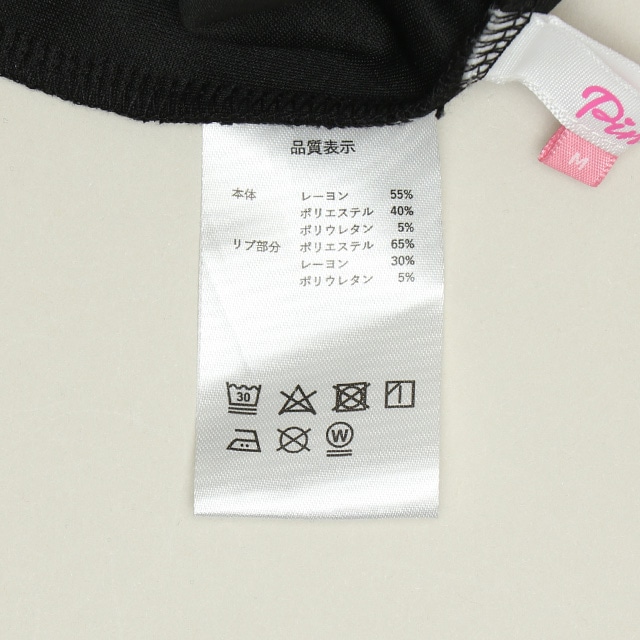 品質表示
本体 レーヨン 55%
ポリエステル 40%
ポリウレタン 5%
リブ部分 ポリエステル 65%
レーヨン 30%
ポリウレタン 5%
30
W
M